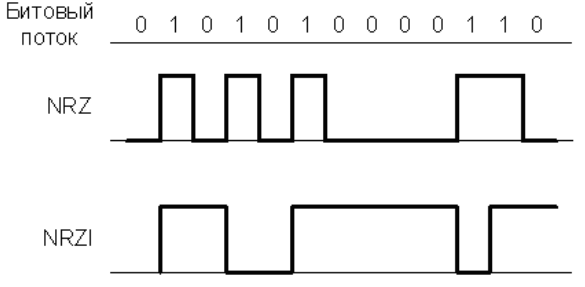 Битовый
поток
0 1 0 1 0 1 0 0 0 0 1 1 0
NRZ
NRZI